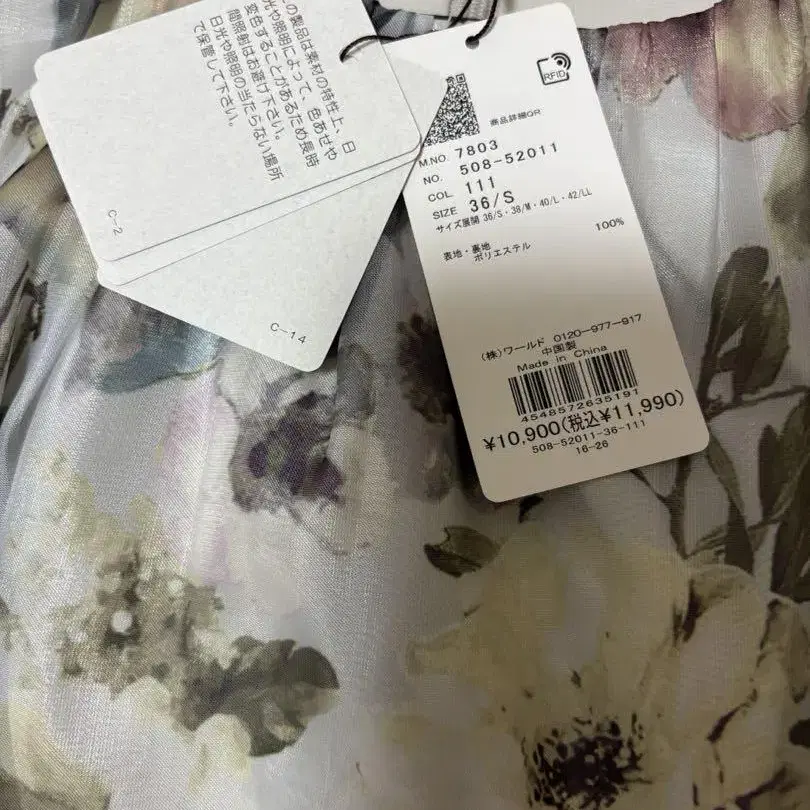 の製品は素材の特性上、日
光や照明によって、色あせや
変色することがあるため長時
間照射はお避け下さい。
日光や照明の当たらない場所
で保管して下さい。
C-2
C-14
RFID
商品詳細QR
M.NO. 7803
NO. 508-52011
COL. 111
SIZE 36/S
サイズ展開 36/S・38/M・40/L・42/LL
表地・裏地
ポリエステル 100%
(株)ワールド 0120-977-917
中国製
Made in China
4548572635191
¥10,900(税込¥11,990)
508-52011-36-111
16-26